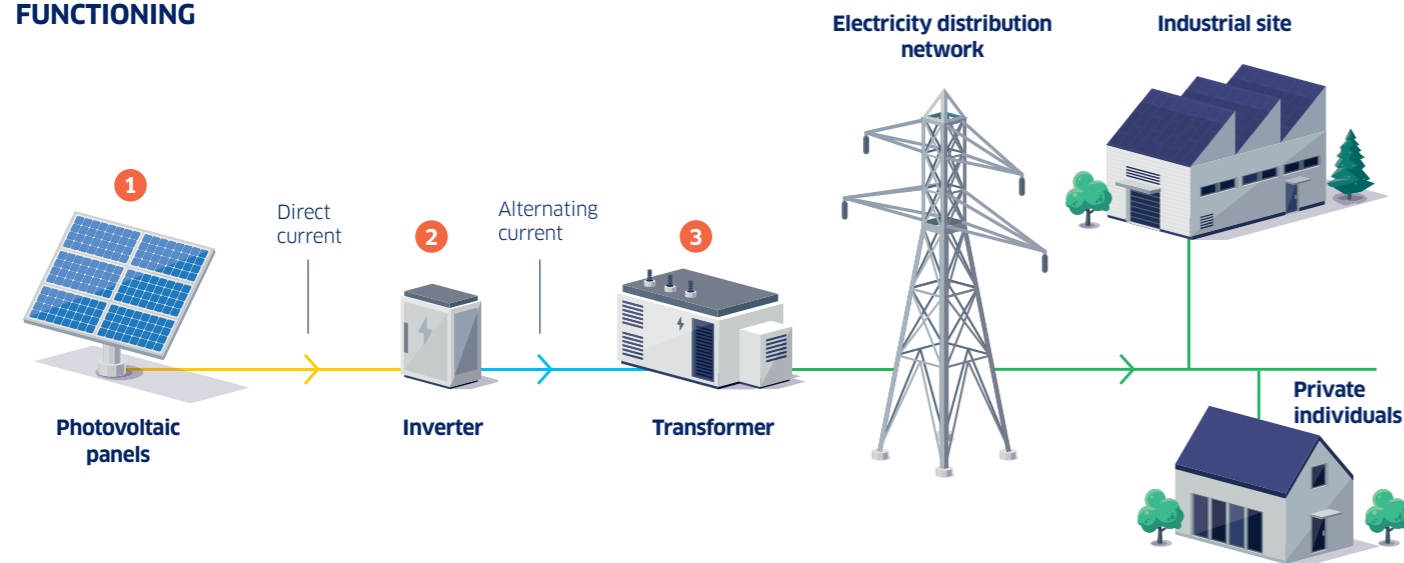 FUNCTIONING
Electricity distribution
network
Industrial site
1
Direct
current
2
Alternating
current
3
Photovoltaic
panels
Inverter
Transformer
Private
individuals